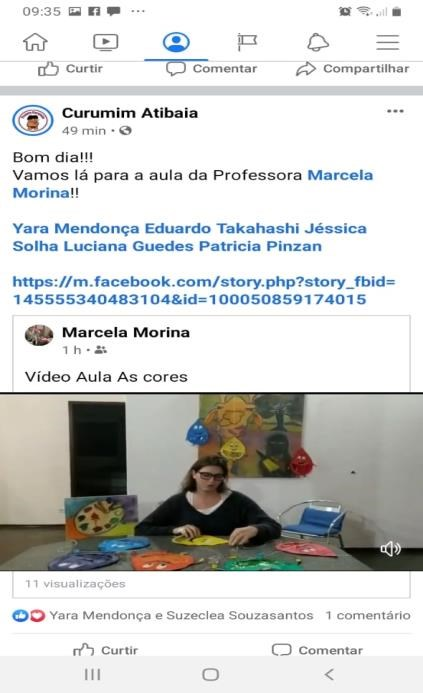 09:35
Curtir Comentar Compartilhar
Curumim Atibaia
49 min
Bom dia!!!
Vamos lá para a aula da Professora Marcela
Morina!!
Yara Mendonça Eduardo Takahashi Jéssica
Solha Luciana Guedes Patricia Pinzan
https://m.facebook.com/story.php?story_fbid=
145555340483104&id=100050859174015
Marcela Morina
1 h
Vídeo Aula As cores
11 visualizações
Yara Mendonça e Suzeclea Souzasantos 1 comentário
Curtir Comentar